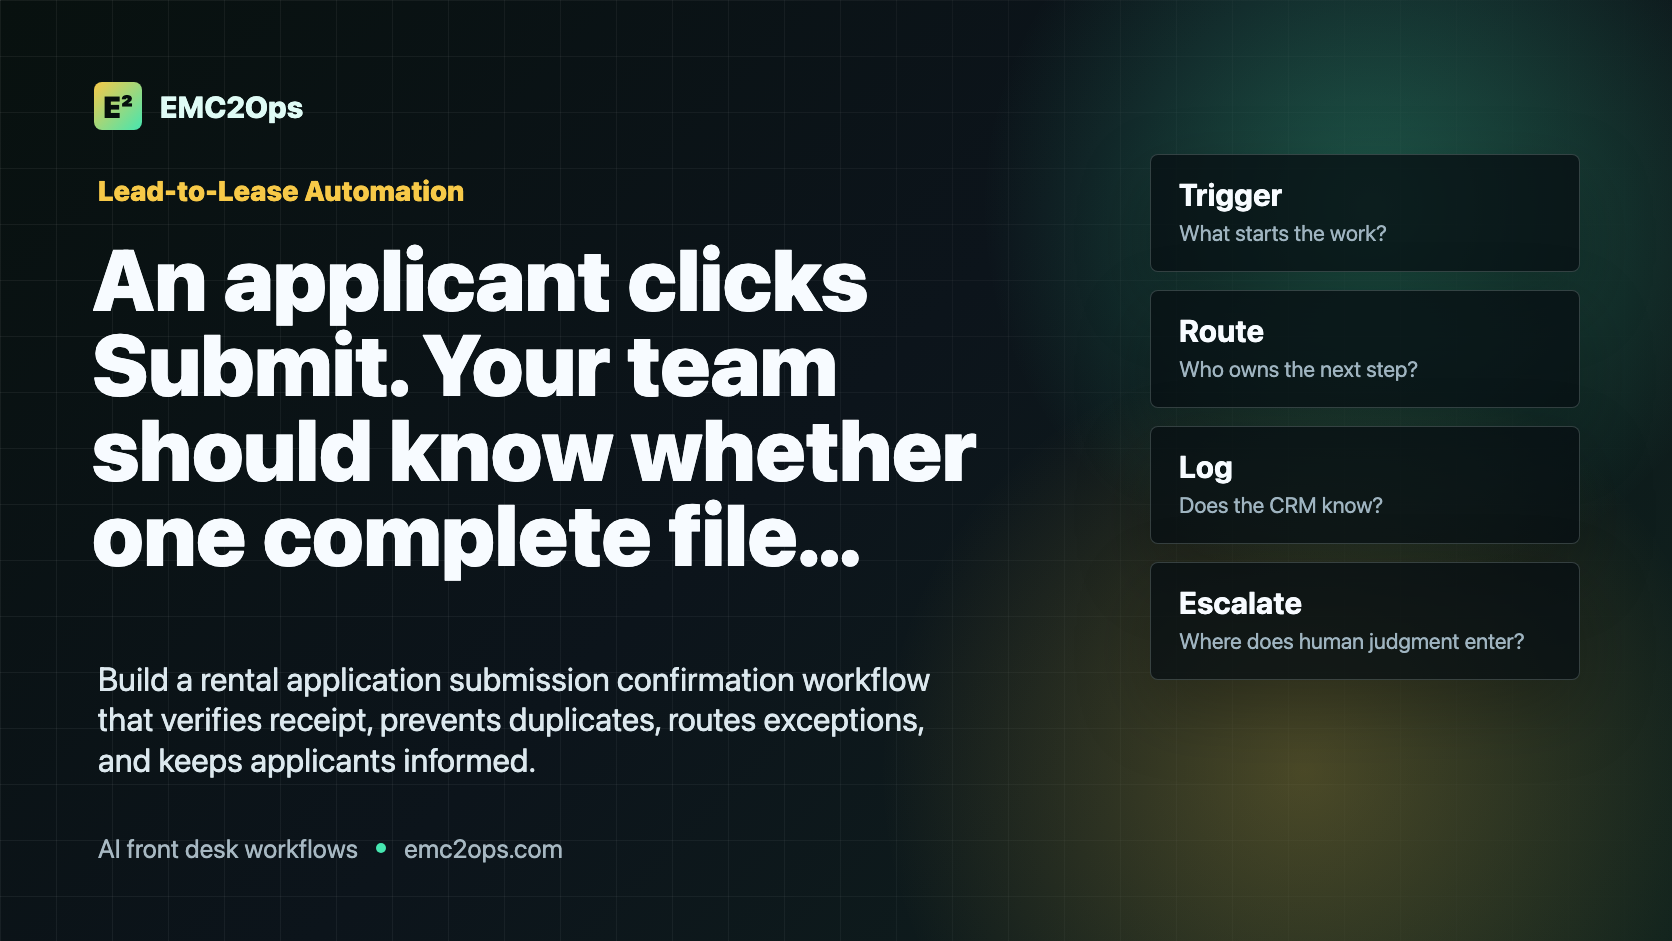 E²
EMC2Ops
Lead-to-Lease Automation
An applicant clicks
Submit. Your team
should know whether
one complete file...
Build a rental application submission confirmation workflow
that verifies receipt, prevents duplicates, routes exceptions,
and keeps applicants informed.
AI front desk workflows • emc2ops.com
Trigger
What starts the work?
Route
Who owns the next step?
Log
Does the CRM know?
Escalate
Where does human judgment enter?